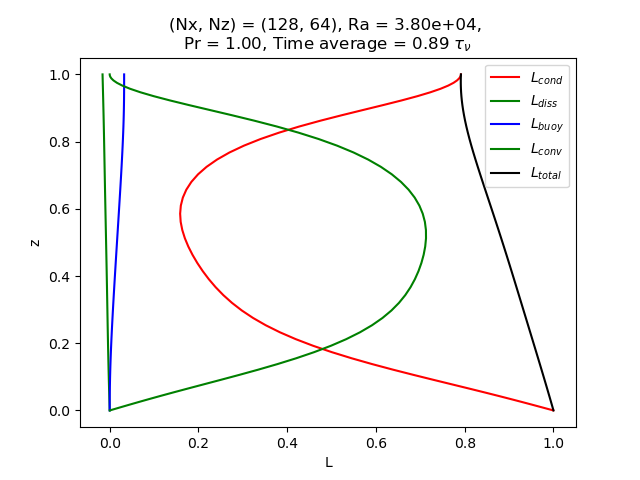 (Nx, Nz) = (128, 64), Ra = 3.80e+04,
Pr = 1.00, Time average = 0.89 τ_ν
1.0
0.8
0.6
0.4
0.2
0.0
z
0.0 0.2 0.4 0.6 0.8 1.0
L
L_cond
L_diss
L_buoy
L_conv
L_total